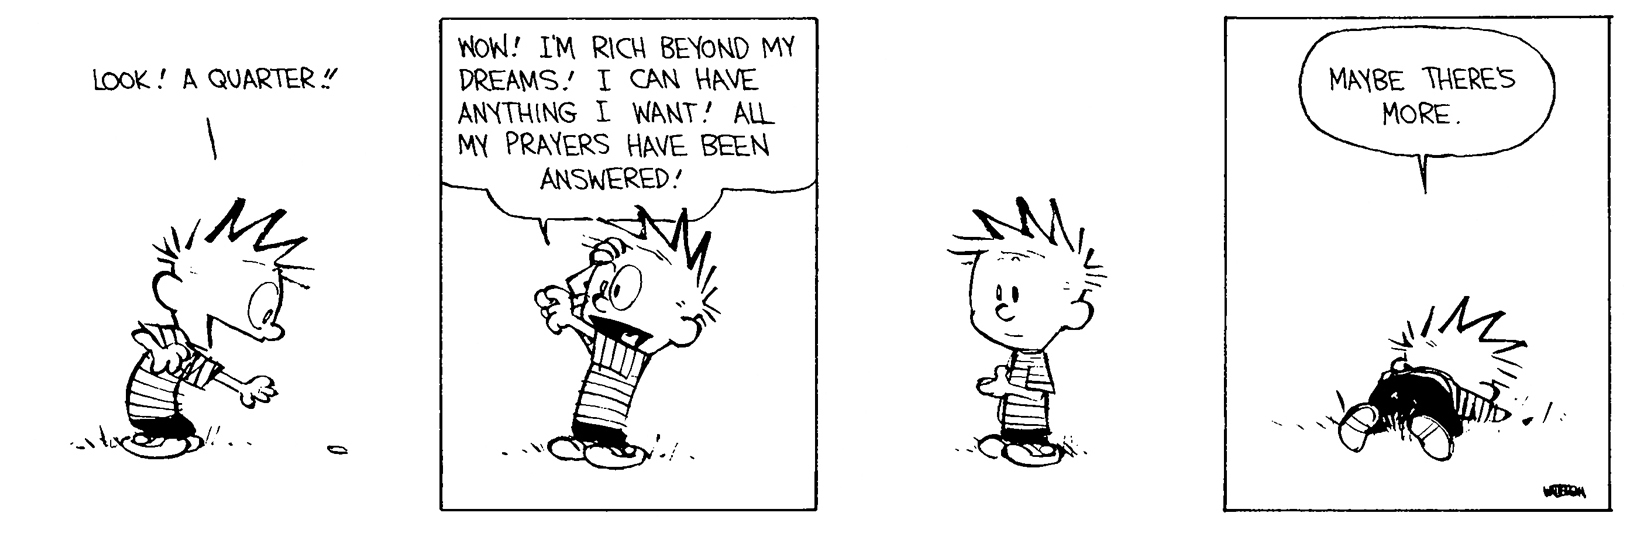 LOOK! A QUARTER!!
WOW! I'M RICH BEYOND MY
DREAMS! I CAN HAVE
ANYTHING I WANT! ALL
MY PRAYERS HAVE BEEN
ANSWERED!
MAYBE THERE'S
MORE.
WATTERSON